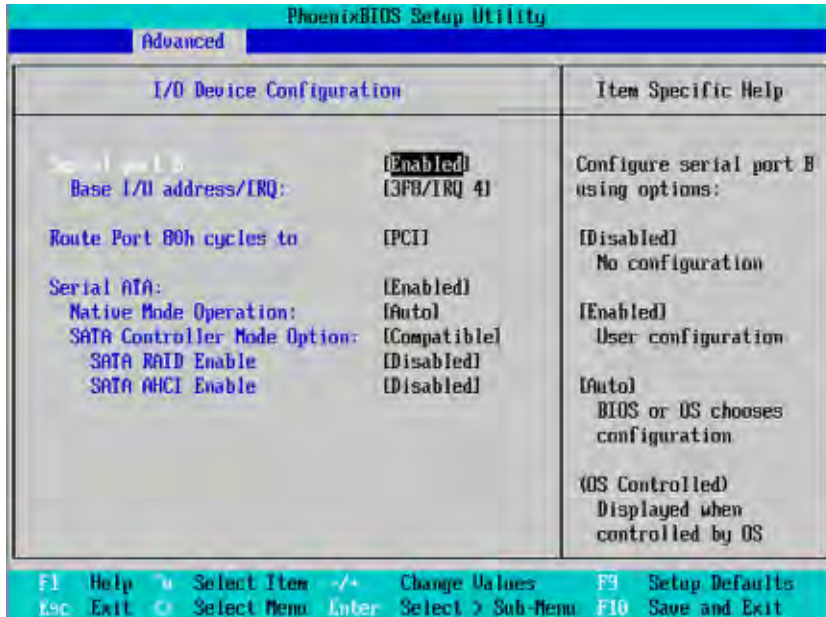 PhoenixBIOS Setup Utility
Advanced
I/O Device Configuration
Serial port B:
[Enabled]
Base I/O address/IRQ:
[3F8/IRQ 4]
Route Port 80h cycles to
[PCI]
Serial ATA:
[Enabled]
Native Mode Operation:
[Auto]
SATA Controller Mode Option:
[Compatible]
SATA RAID Enable
[Disabled]
SATA AHCI Enable
[Disabled]
Item Specific Help
Configure serial port B
using options:
[Disabled]
No configuration
[Enabled]
User configuration
[Auto]
BIOS or OS chooses
configuration
(OS Controlled)
Displayed when
controlled by OS
F1 Help Select Item -/+ Change Values F9 Setup Defaults
Esc Exit Select Menu Enter Select > Sub-Menu F10 Save and Exit